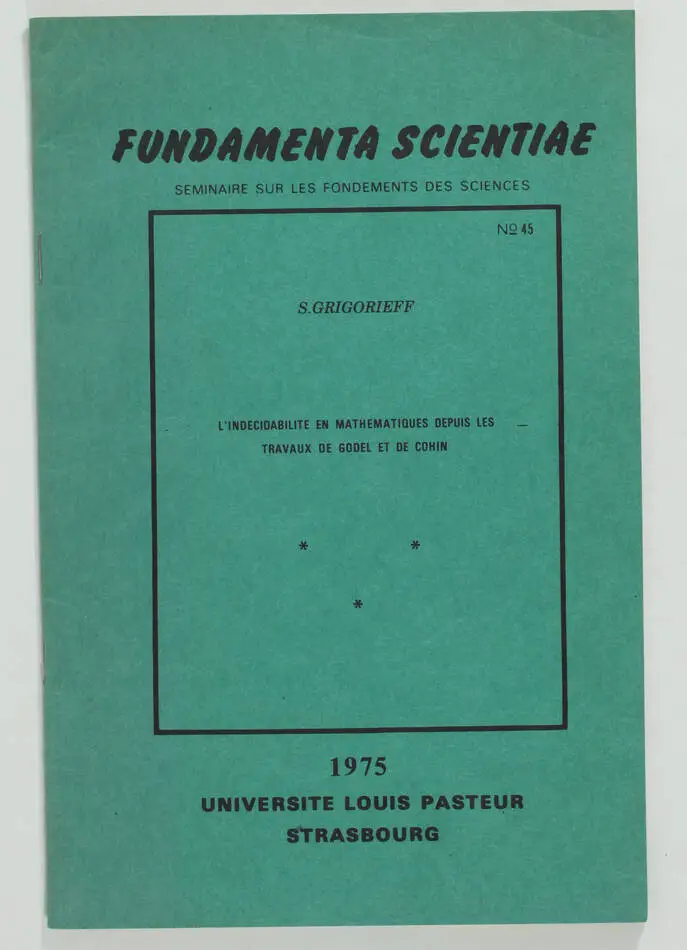 FUNDAMENTA SCIENTIAE
SEMINAIRE SUR LES FONDEMENTS DES SCIENCES
Nº 45
S.GRIGORIEFF
L'INDECIDABILITE EN MATHEMATIQUES DEPUIS LES _
TRAVAUX DE GODEL ET DE COHIN
* *
*
1975
UNIVERSITE LOUIS PASTEUR
STRASBOURG